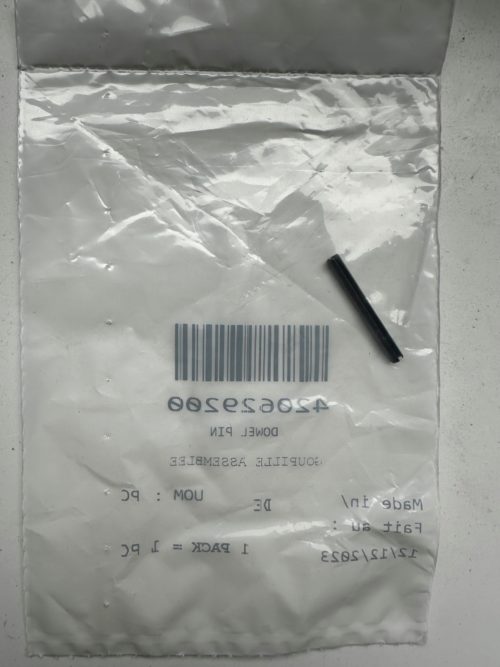 420629200
DOWEL PIN
GOUPILLE ASSEMBLEE
Made in/ DE UOM : PC
Fait au :
12/12/2023 1 PACK = 1 PC